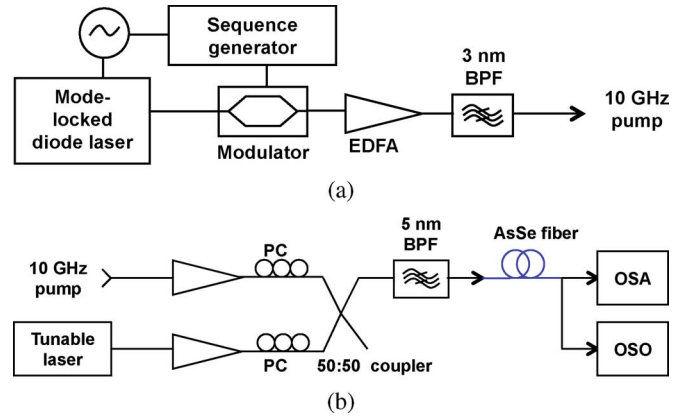 Sequence
generator
Mode-
locked
diode laser
Modulator
EDFA
3 nm
BPF
10 GHz
pump
(a)
10 GHz
pump
PC
5 nm
BPF
AsSe fiber
OSA
Tunable
laser
PC
50:50 coupler
OSO
(b)